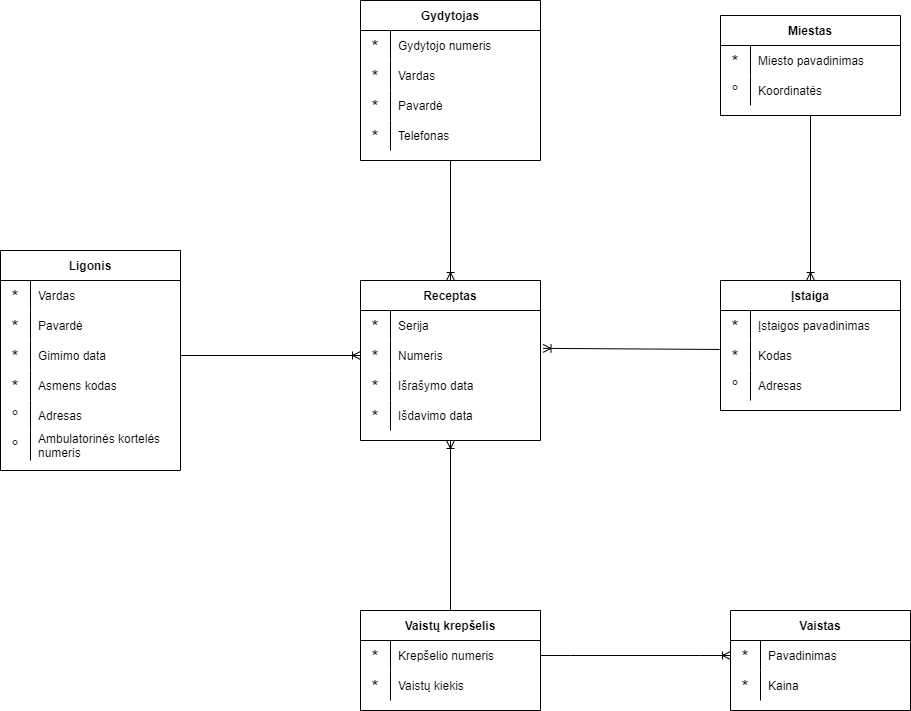 Gydytojas
* Gydytojo numeris
* Vardas
* Pavardė
* Telefonas
Miestas
* Miesto pavadinimas
° Koordinatės
Ligonis
* Vardas
* Pavardė
* Gimimo data
* Asmens kodas
° Adresas
° Ambulatorinės kortelės
numeris
Receptas
* Serija
* Numeris
* Išrašymo data
* Išdavimo data
Įstaiga
* Įstaigos pavadinimas
* Kodas
° Adresas
Vaistų krepšelis
* Krepšelio numeris
* Vaistų kiekis
Vaistas
* Pavadinimas
* Kaina